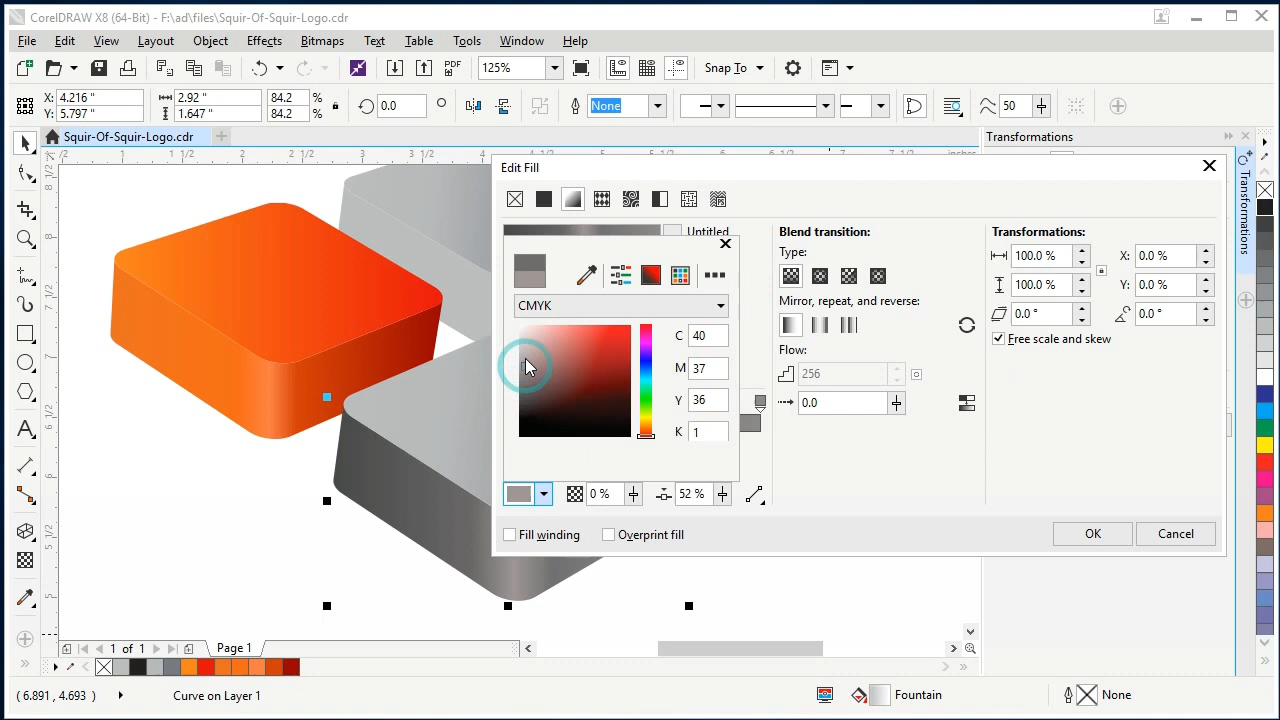 CorelDRAW X8 (64-Bit) - F:\ad\files\Squir-Of-Squir-Logo.cdr
File Edit View Layout Object Effects Bitmaps Text Table Tools Window Help
PDF 125% Snap To
X: 4.216 " 2.92 " 84.2 % 0.0 ° None 50
Y: 5.797 " 1.647 " 84.2 %
Squir-Of-Squir-Logo.cdr
Transformations
Edit Fill
Untitled
Blend transition:
Type:
Mirror, repeat, and reverse:
Flow:
256
0.0
Transformations:
100.0 % X: 0.0 %
100.0 % Y: 0.0 %
0.0 ° 0.0 °
Free scale and skew
CMYK
C 40
M 37
Y 36
K 1
0 % 52 %
Fill winding Overprint fill
OK Cancel
Transformations
1 of 1 Page 1
( 6.891 , 4.693 ) Curve on Layer 1 Fountain None